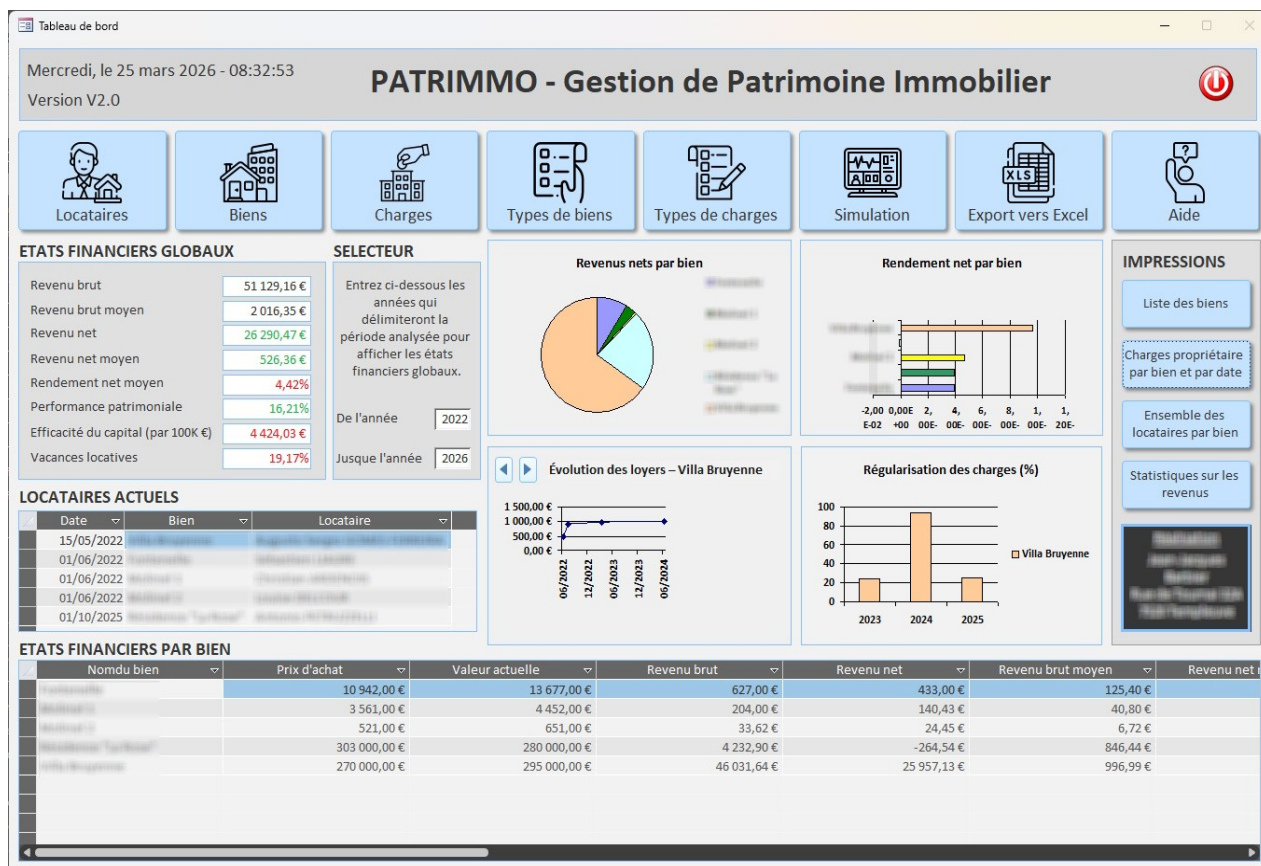 Tableau de bord
Mercredi, le 25 mars 2026 - 08:32:53
Version V2.0
PATRIMMO - Gestion de Patrimoine Immobilier
Locataires
Biens
Charges
Types de biens
Types de charges
Simulation
XLS
Export vers Excel
?
Aide
ETATS FINANCIERS GLOBAUX
Revenu brut 51 129,16 €
Revenu brut moyen 2 016,35 €
Revenu net 26 290,47 €
Revenu net moyen 526,36 €
Rendement net moyen 4,42%
Performance patrimoniale 16,21%
Efficacité du capital (par 100K €) 4 424,03 €
Vacances locatives 19,17%
SELECTEUR
Entrez ci-dessous les
années qui
délimiteront la
période analysée pour
afficher les états
financiers globaux.
De l'année 2022
Jusque l'année 2026
Revenus nets par bien
Rendement net par bien
-2,00 0,00E 2, 4, 6, 8, 1, 1,
E-02 +00 00E- 00E- 00E- 00E- 00E- 20E-
IMPRESSIONS
Liste des biens
Charges propriétaire
par bien et par date
Ensemble des
locataires par bien
Statistiques sur les
revenus
LOCATAIRES ACTUELS
Date Bien Locataire
15/05/2022
01/06/2022
01/06/2022
01/06/2022
01/10/2025
Évolution des loyers – Villa Bruyenne
1 500,00 €
1 000,00 €
500,00 €
0,00 €
06/2022
12/2022
06/2023
12/2023
06/2024
Régularisation des charges (%)
100
80
60
40
20
0
2023 2024 2025
Villa Bruyenne
ETATS FINANCIERS PAR BIEN
Nomdu bien Prix d'achat Valeur actuelle Revenu brut Revenu net Revenu brut moyen Revenu net
10 942,00 € 13 677,00 € 627,00 € 433,00 € 125,40 €
3 561,00 € 4 452,00 € 204,00 € 140,43 € 40,80 €
521,00 € 651,00 € 33,62 € 24,45 € 6,72 €
303 000,00 € 280 000,00 € 4 232,90 € -264,54 € 846,44 €
270 000,00 € 295 000,00 € 46 031,64 € 25 957,13 € 996,99 €